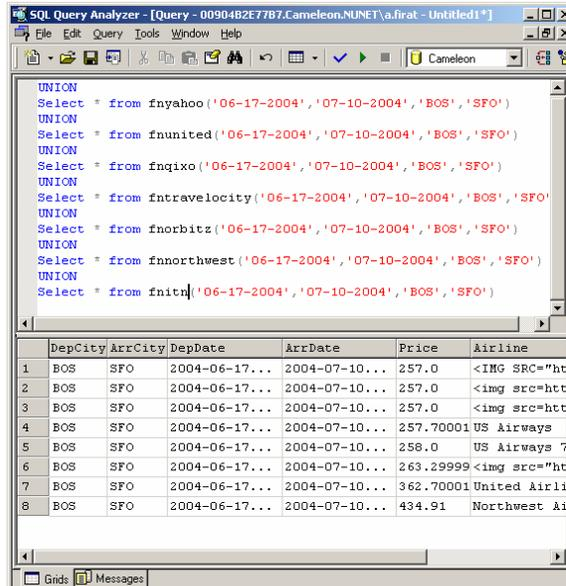 SQL Query Analyzer - [Query - 00904B2E77B7.Cameleon.NUNET\a.firat - Untitled1*]
File Edit Query Tools Window Help
Cameleon
UNION
Select * from fnyahoo('06-17-2004','07-10-2004','BOS','SFO')
UNION
Select * from fnunited('06-17-2004','07-10-2004','BOS','SFO')
UNION
Select * from fnqixo('06-17-2004','07-10-2004','BOS','SFO')
UNION
Select * from fntravelocity('06-17-2004','07-10-2004','BOS','SFO'
UNION
Select * from fnorbitz('06-17-2004','07-10-2004','BOS','SFO')
UNION
Select * from fnnorthwest('06-17-2004','07-10-2004','BOS','SFO')
UNION
Select * from fnitn('06-17-2004','07-10-2004','BOS','SFO')
DepCity ArrCity DepDate ArrDate Price Airline
1 BOS SFO 2004-06-17... 2004-07-10... 257.0 <IMG SRC="ht
2 BOS SFO 2004-06-17... 2004-07-10... 257.0 <img src=htt
3 BOS SFO 2004-06-17... 2004-07-10... 257.0 <img src=htt
4 BOS SFO 2004-06-17... 2004-07-10... 257.70001 US Airways
5 BOS SFO 2004-06-17... 2004-07-10... 258.0 US Airways 7
6 BOS SFO 2004-06-17... 2004-07-10... 263.29999 <img src="ht
7 BOS SFO 2004-06-17... 2004-07-10... 362.70001 United Airli
8 BOS SFO 2004-06-17... 2004-07-10... 434.91 Northwest Ai
Grids Messages